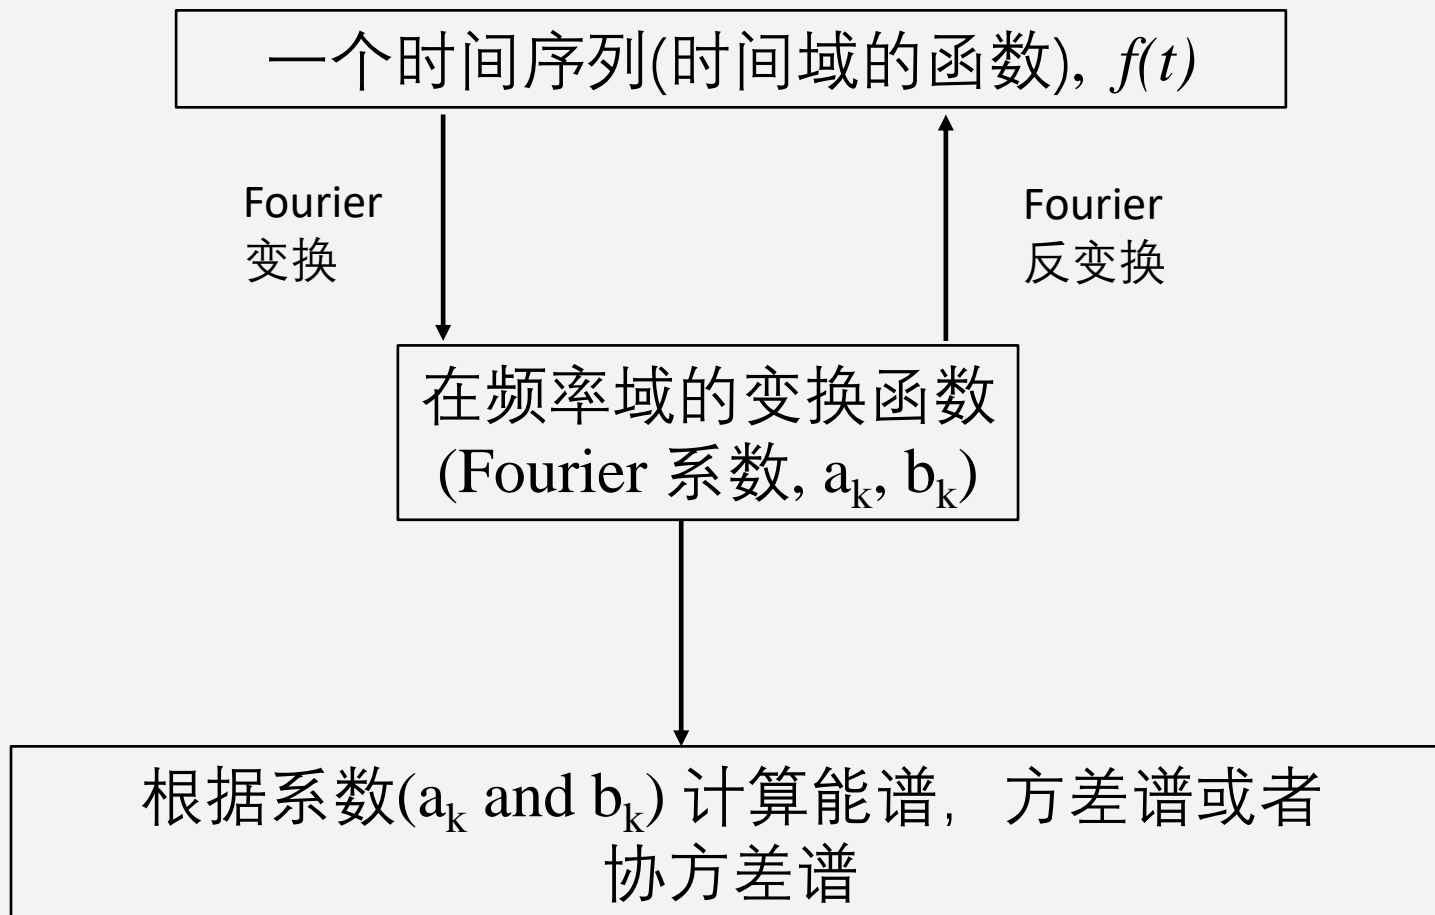 一个时间序列(时间域的函数), f(t)
Fourier
变换
Fourier
反变换
在频率域的变换函数
(Fourier 系数, aₖ, bₖ)
根据系数(aₖ and bₖ) 计算能谱，方差谱或者
协方差谱